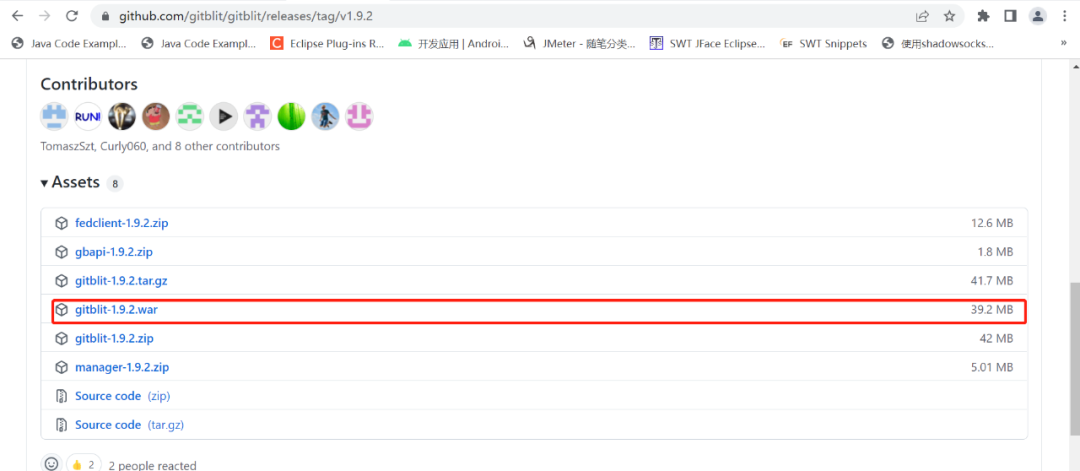 github.com/gitblit/gitblit/releases/tag/v1.9.2
Java Code Exampl... Java Code Exampl... Eclipse Plug-ins R... 开发应用 | Androi... JMeter - 随笔分类... SWT JFace Eclipse... SWT Snippets 使用shadowsocks... »
Contributors
RUN!
TomaszSzt, Curly060, and 8 other contributors
Assets 8
fedclient-1.9.2.zip 12.6 MB
gbapi-1.9.2.zip 1.8 MB
gitblit-1.9.2.tar.gz 41.7 MB
gitblit-1.9.2.war 39.2 MB
gitblit-1.9.2.zip 42 MB
manager-1.9.2.zip 5.01 MB
Source code (zip)
Source code (tar.gz)
👍 2 2 people reacted